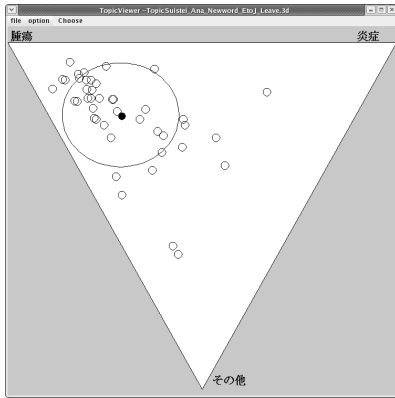 TopicViewer -TopicSuistei_Ana_Newword_EtoJ_Leave.3d
file option Choose
腫瘍 炎症
その他